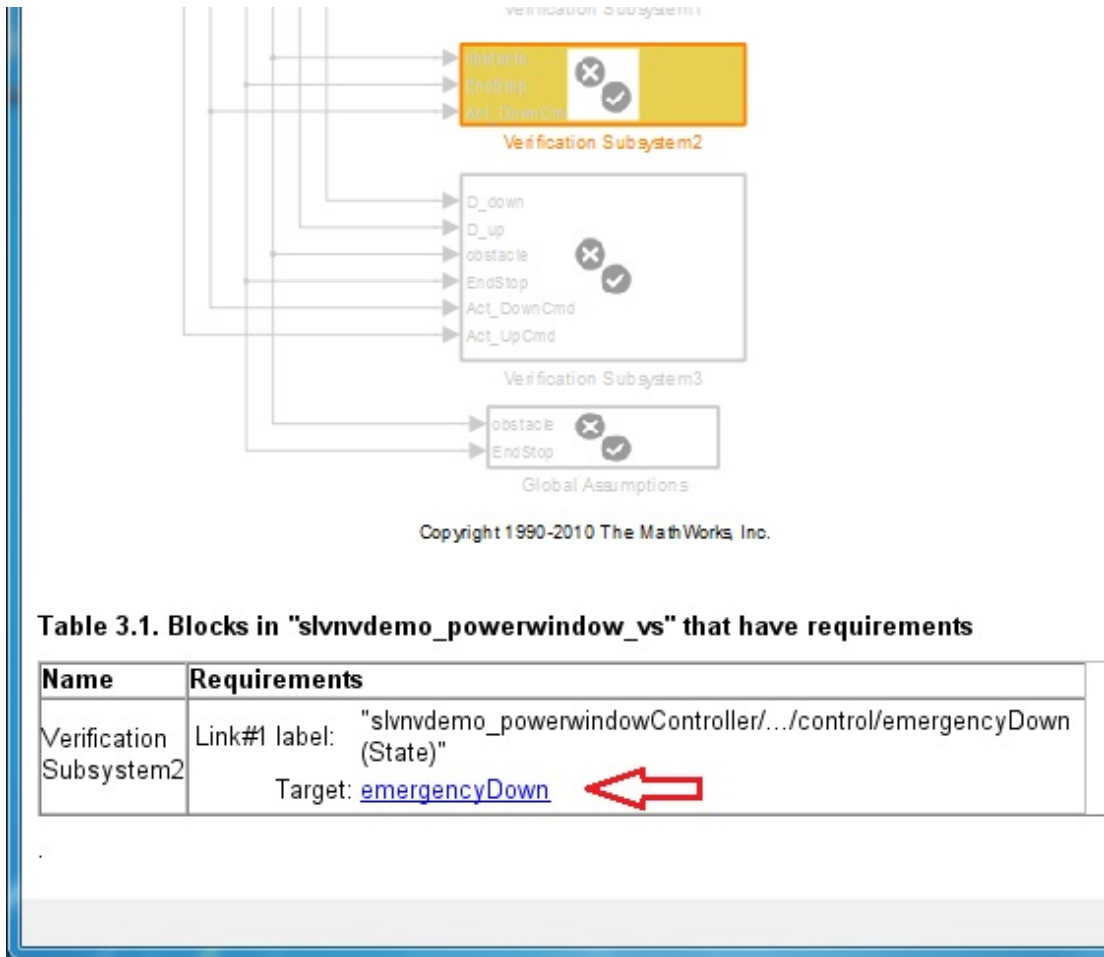 Verification Subsystem1
obstacle
EndStop
Act_DownCmd
Verification Subsystem2
D_down
D_up
obstacle
EndStop
Act_DownCmd
Act_UpCmd
Verification Subsystem3
obstacle
EndStop
Global Assumptions
Copyright 1990-2010 The MathWorks, Inc.
Table 3.1. Blocks in "slvnvdemo_powerwindow_vs" that have requirements
Name Requirements
Verification Subsystem2
Link#1 label: "slvnvdemo_powerwindowController/.../control/emergencyDown
(State)"
Target: emergencyDown
.